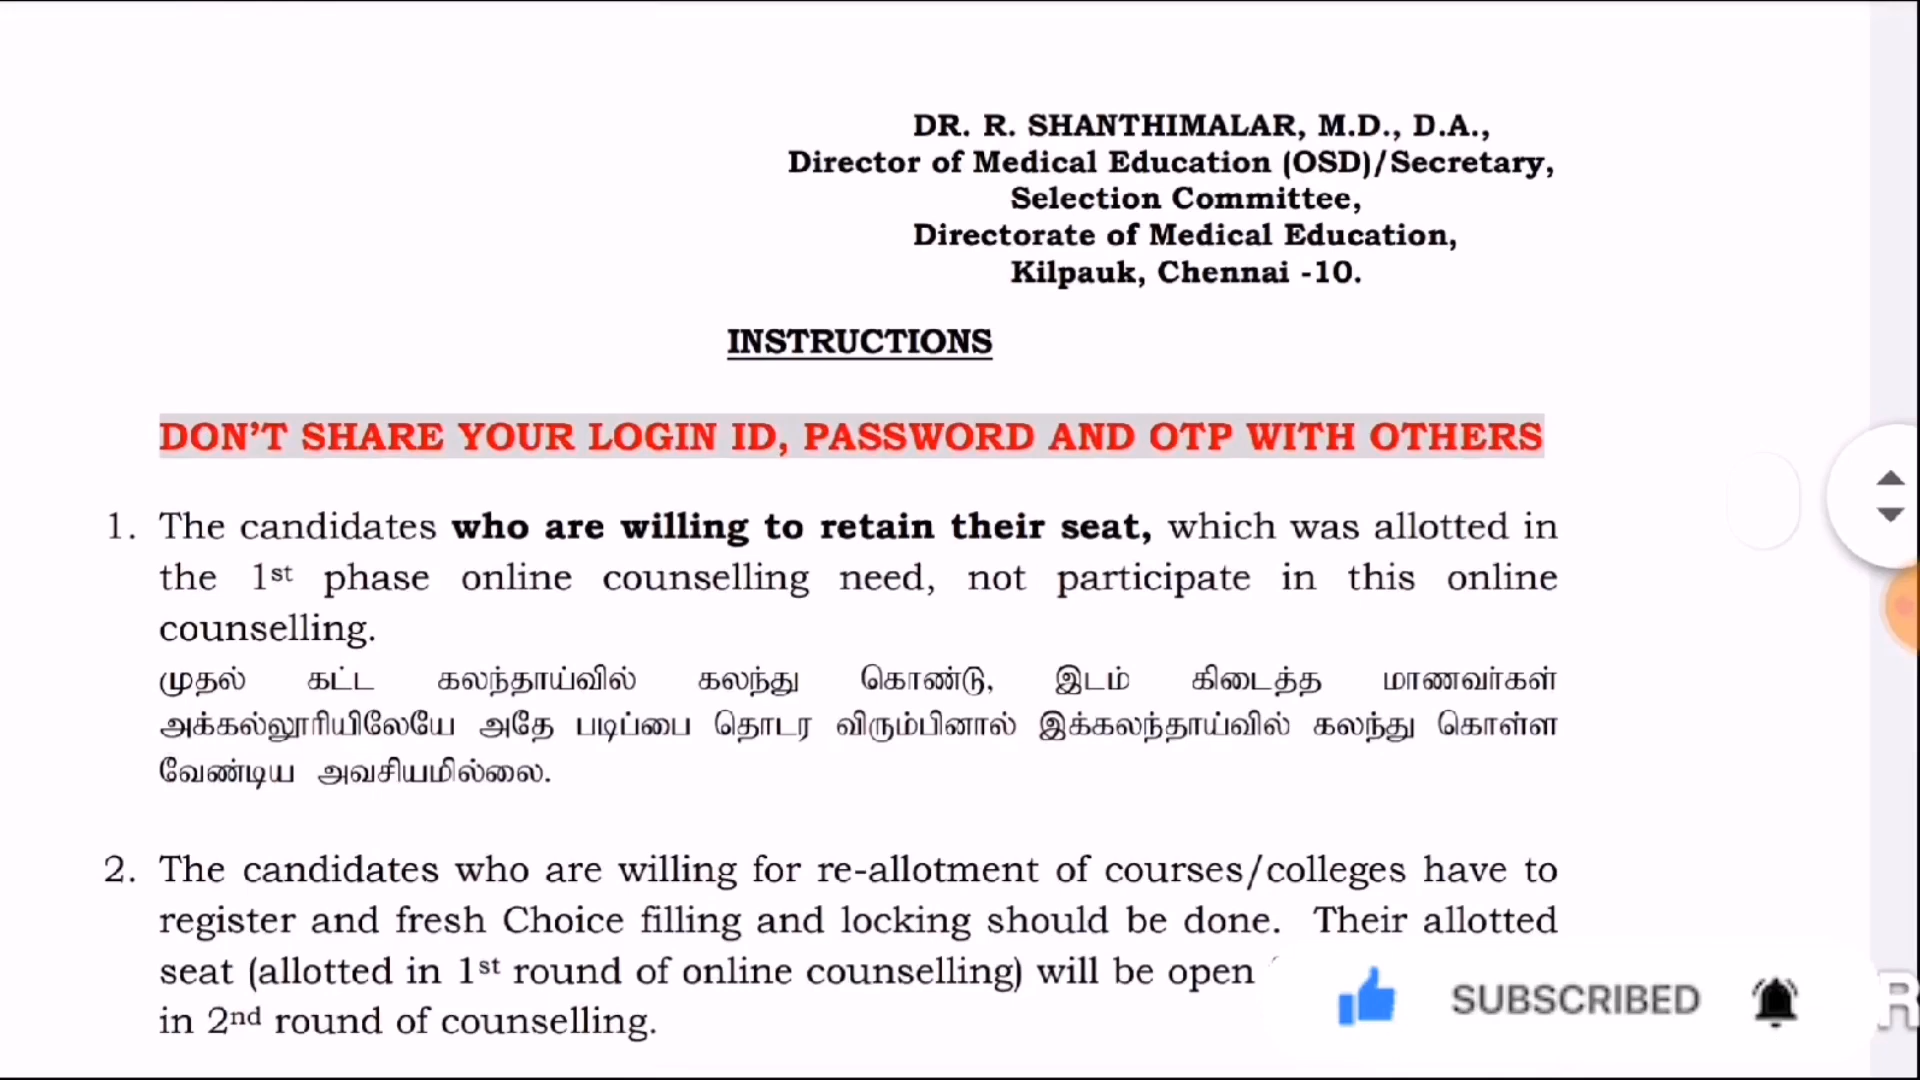 DR. R. SHANTHIMALAR, M.D., D.A.,
Director of Medical Education (OSD)/Secretary,
Selection Committee,
Directorate of Medical Education,
Kilpauk, Chennai -10.
INSTRUCTIONS
DON'T SHARE YOUR LOGIN ID, PASSWORD AND OTP WITH OTHERS
1. The candidates who are willing to retain their seat, which was allotted in
the 1st phase online counselling need, not participate in this online
counselling.
முதல் கட்ட கலந்தாய்வில் கலந்து கொண்டு, இடம் கிடைத்த மாணவர்கள்
அக்கல்லூரியிலேயே அதே படிப்பை தொடர விரும்பினால் இக்கலந்தாய்வில் கலந்து கொள்ள
வேண்டிய அவசியமில்லை.
2. The candidates who are willing for re-allotment of courses/colleges have to
register and fresh Choice filling and locking should be done. Their allotted
seat (allotted in 1st round of online counselling) will be open
in 2nd round of counselling.
SUBSCRIBED
R